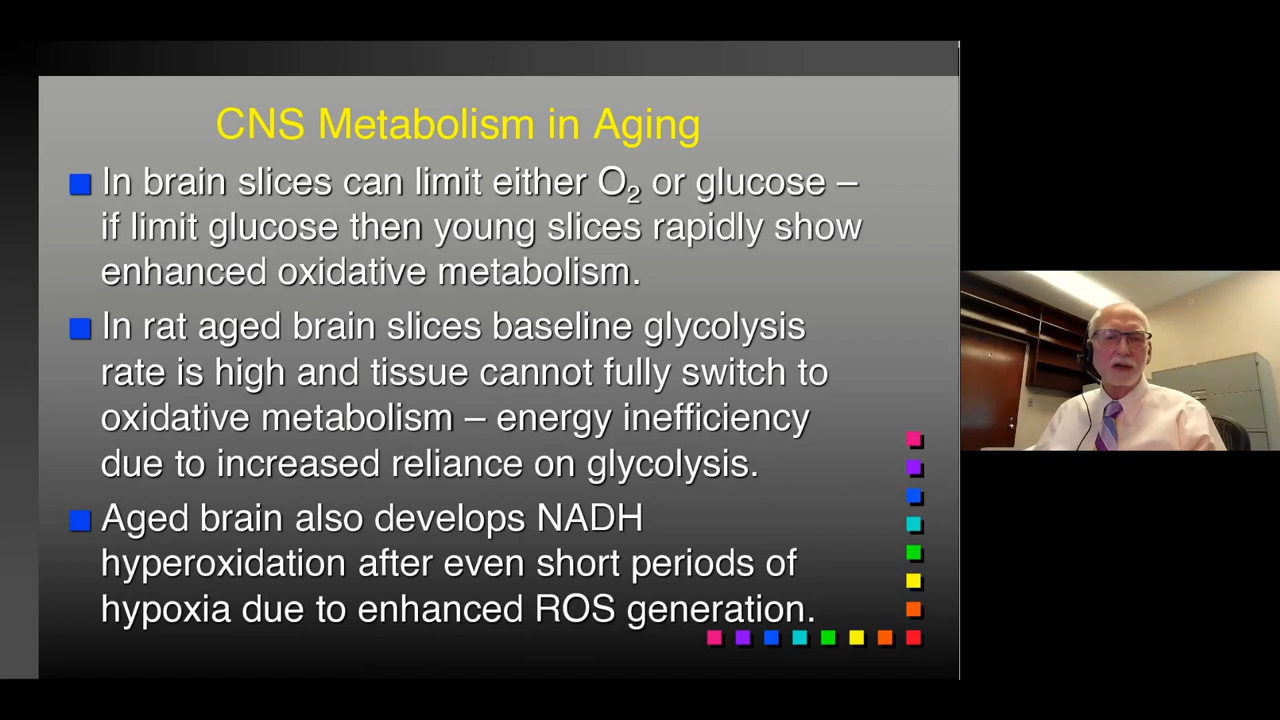 CNS Metabolism in Aging
In brain slices can limit either O₂ or glucose –
if limit glucose then young slices rapidly show
enhanced oxidative metabolism.
In rat aged brain slices baseline glycolysis
rate is high and tissue cannot fully switch to
oxidative metabolism – energy inefficiency
due to increased reliance on glycolysis.
Aged brain also develops NADH
hyperoxidation after even short periods of
hypoxia due to enhanced ROS generation.